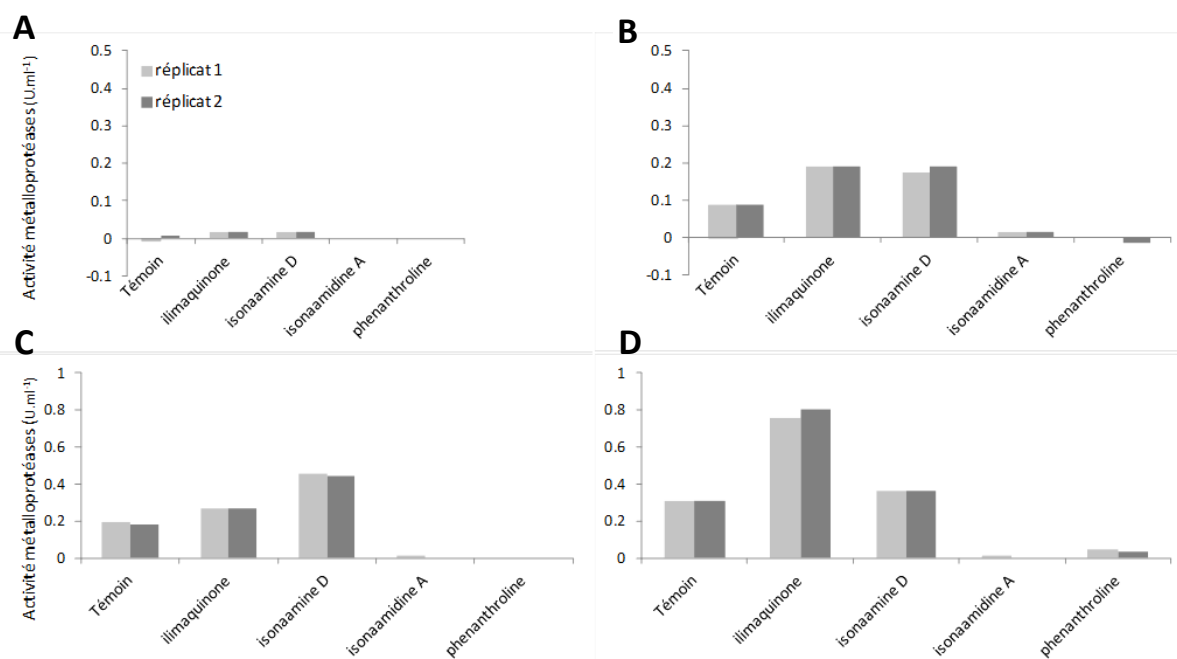 A
Activité métalloprotéases (U.ml⁻¹)
0.5
0.4
0.3
0.2
0.1
0
-0.1
réplicat 1
réplicat 2
Témoin
ilimaquinone
isonaamine D
isonaamidine A
phenanthroline
B
0.5
0.4
0.3
0.2
0.1
0
-0.1
Témoin
ilimaquinone
isonaamine D
isonaamidine A
phenanthroline
C
Activité métalloprotéases (U.ml⁻¹)
1
0.8
0.6
0.4
0.2
0
Témoin
ilimaquinone
isonaamine D
isonaamidine A
phenanthroline
D
1
0.8
0.6
0.4
0.2
0
Témoin
ilimaquinone
isonaamine D
isonaamidine A
phenanthroline